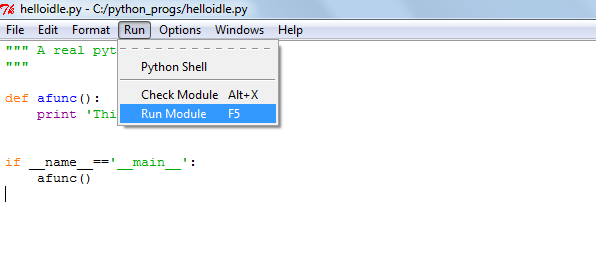 helloidle.py - C:/python_progs/helloidle.py
File Edit Format Run Options Windows Help
""" A real pyt
"""
Python Shell
def afunc():
Check Module Alt+X
print 'Thi
Run Module F5
if __name__=='__main__':
afunc()